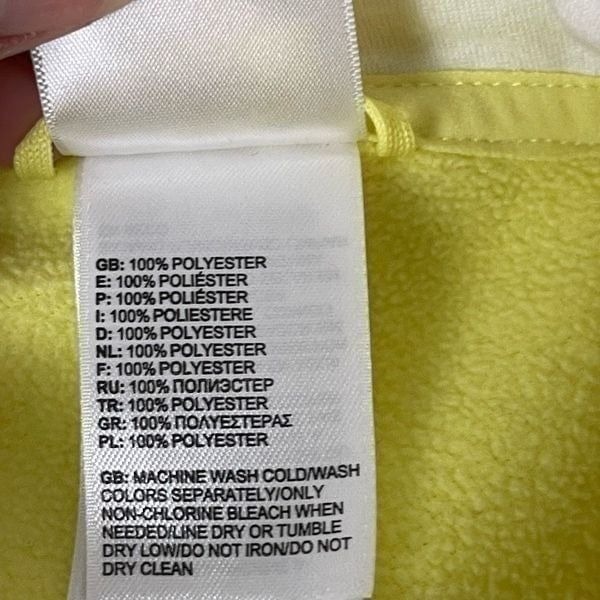 GB: 100% POLYESTER
E: 100% POLIÉSTER
P: 100% POLIÉSTER
I: 100% POLIESTERE
D: 100% POLYESTER
NL: 100% POLYESTER
F: 100% POLYESTER
RU: 100% ПОЛИЭСТЕР
TR: 100% POLYESTER
GR: 100% ΠΟΛΥΕΣΤΕΡΑΣ
PL: 100% POLYESTER
GB: MACHINE WASH COLD/WASH
COLORS SEPARATELY/ONLY
NON-CHLORINE BLEACH WHEN
NEEDED/LINE DRY OR TUMBLE
DRY LOW/DO NOT IRON/DO NOT
DRY CLEAN